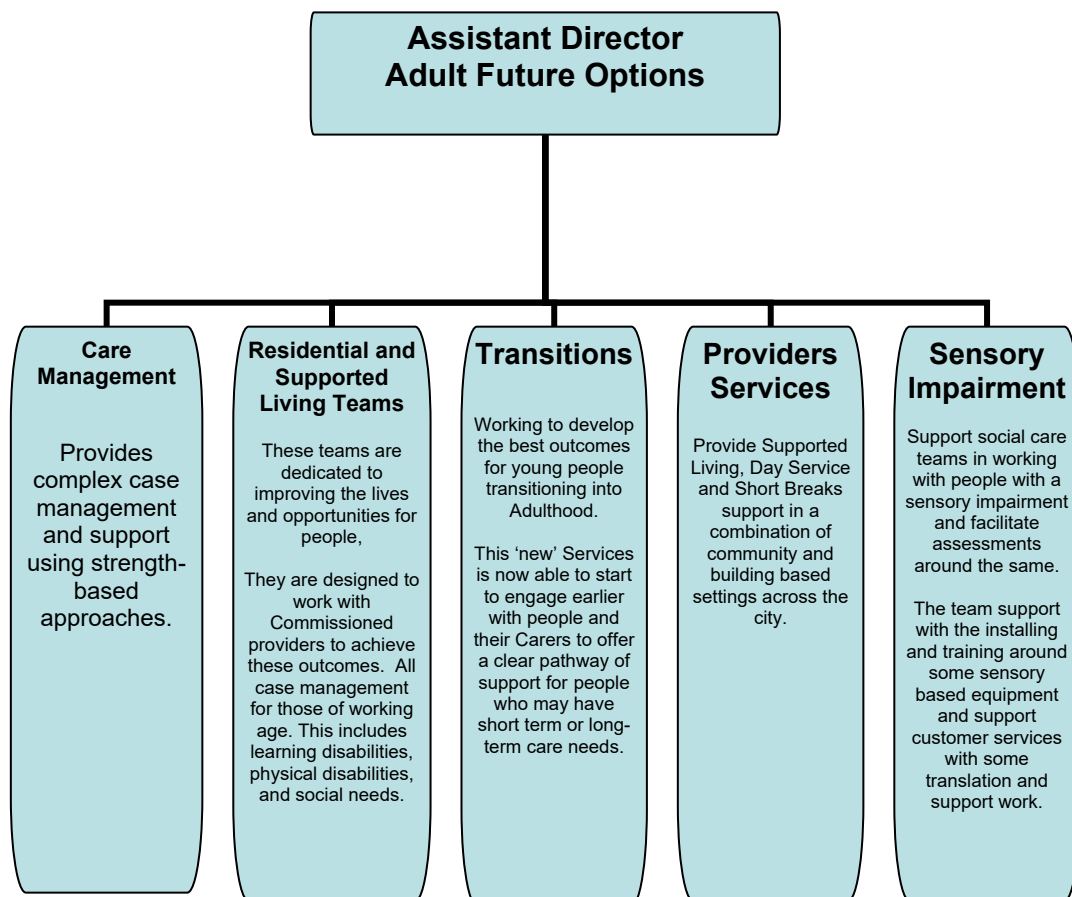 Assistant Director
Adult Future Options
Care
Management
Provides
complex case
management
and support
using strength-
based
approaches.
Residential and
Supported
Living Teams
These teams are
dedicated to
improving the lives
and opportunities for
people,
They are designed to
work with
Commissioned
providers to achieve
these outcomes.  All
case management
for those of working
age. This includes
learning disabilities,
physical disabilities,
and social needs.
Transitions
Working to develop
the best outcomes
for young people
transitioning into
Adulthood.
This ‘new’ Services
is now able to start
to engage earlier
with people and
their Carers to offer
a clear pathway of
support for people
who may have
short term or long-
term care needs.
Providers
Services
Provide Supported
Living, Day Service
and Short Breaks
support in a
combination of
community and
building based
settings across the
city.
Sensory
Impairment
Support social care
teams in working
with people with a
sensory impairment
and facilitate
assessments
around the same.
The team support
with the installing
and training around
some sensory
based equipment
and support
customer services
with some
translation and
support work.